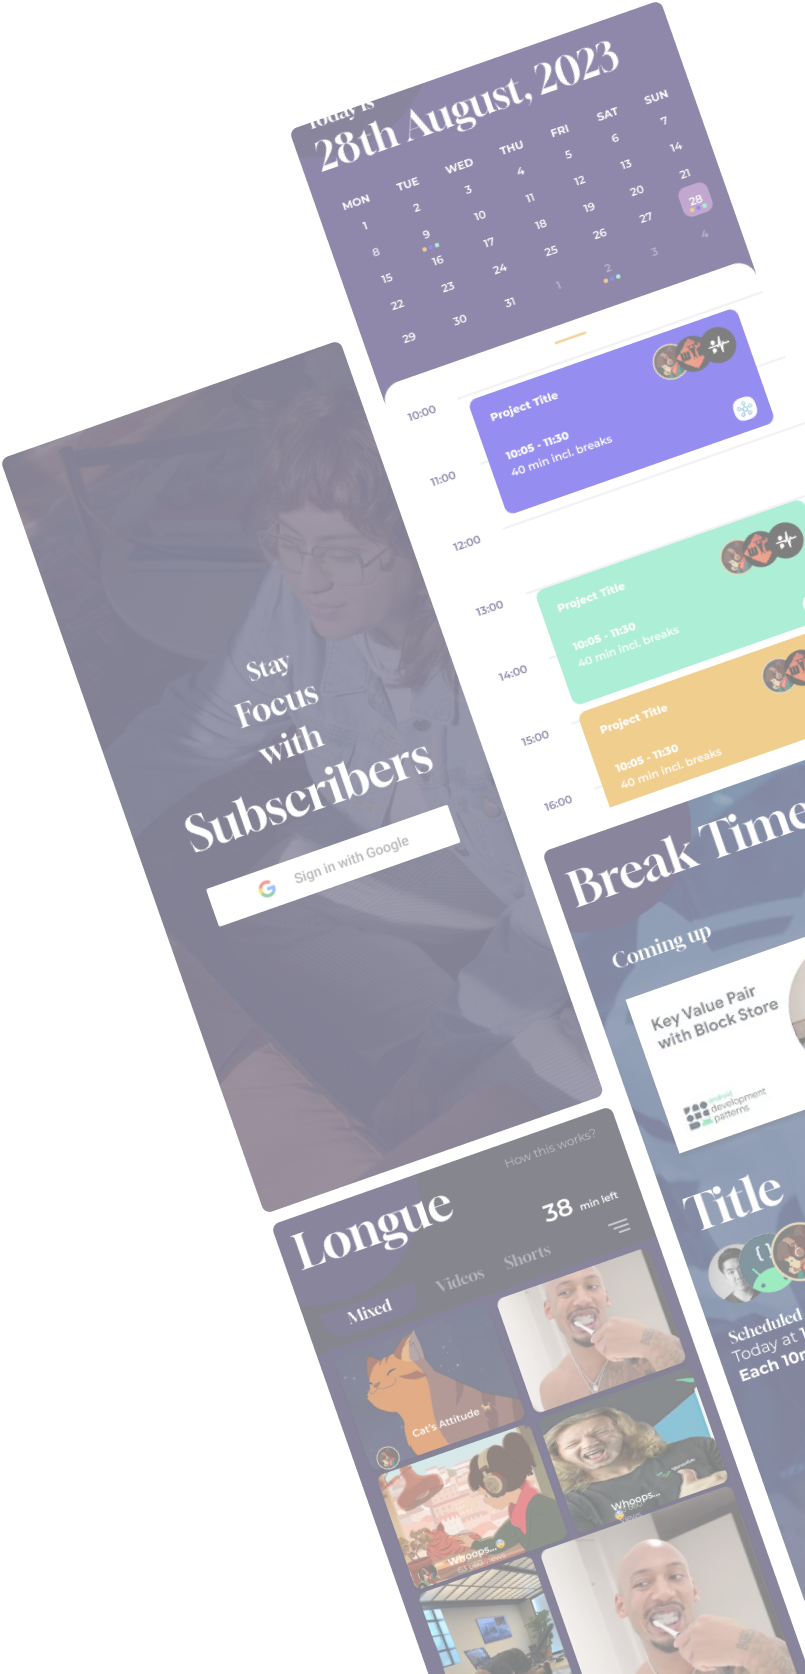 Today is
28th August, 2023
MON TUE WED THU FRI SAT SUN
1 2 3 4 5 6 7
8 9 10 11 12 13 14
15 16 17 18 19 20 21
22 23 24 25 26 27 28
29 30 31 1 2 3 4
10:00
Project Title
10:05 - 11:30
40 min incl. breaks
11:00
12:00
13:00
Project Title
10:05 - 11:30
40 min incl. breaks
14:00
15:00
Project Title
10:05 - 11:30
40 min incl. breaks
16:00
Stay
Focus
with
Subscribers
Sign in with Google
Break Time
Coming up
Key Value Pair
with Block Store
android
development
patterns
Title
{ }
Scheduled
Today at 1
Each 10m
How this works?
Longue
38 min left
Mixed Videos Shorts
Cat's Attitude
Whoops...
views
Whoops...
views